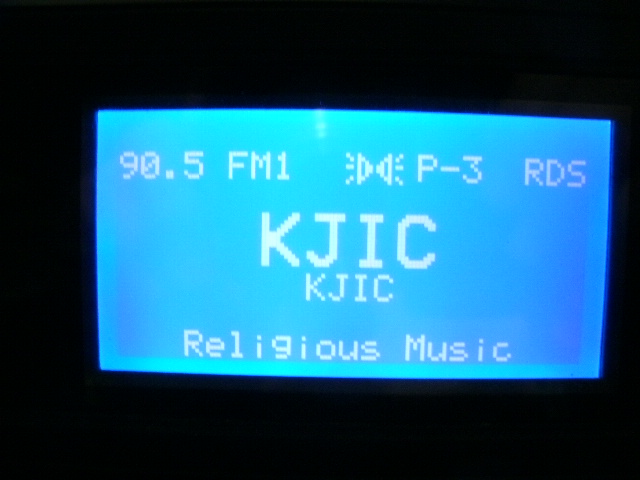 90.5 FM1 P-3 RDS
KJIC
KJIC
Religious Music